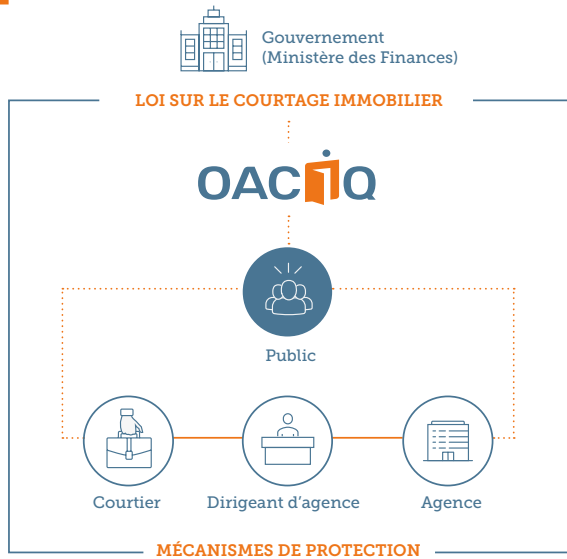 Gouvernement
(Ministère des Finances)
LOI SUR LE COURTAGE IMMOBILIER
OACIQ
Public
Courtier
Dirigeant d'agence
Agence
MÉCANISMES DE PROTECTION